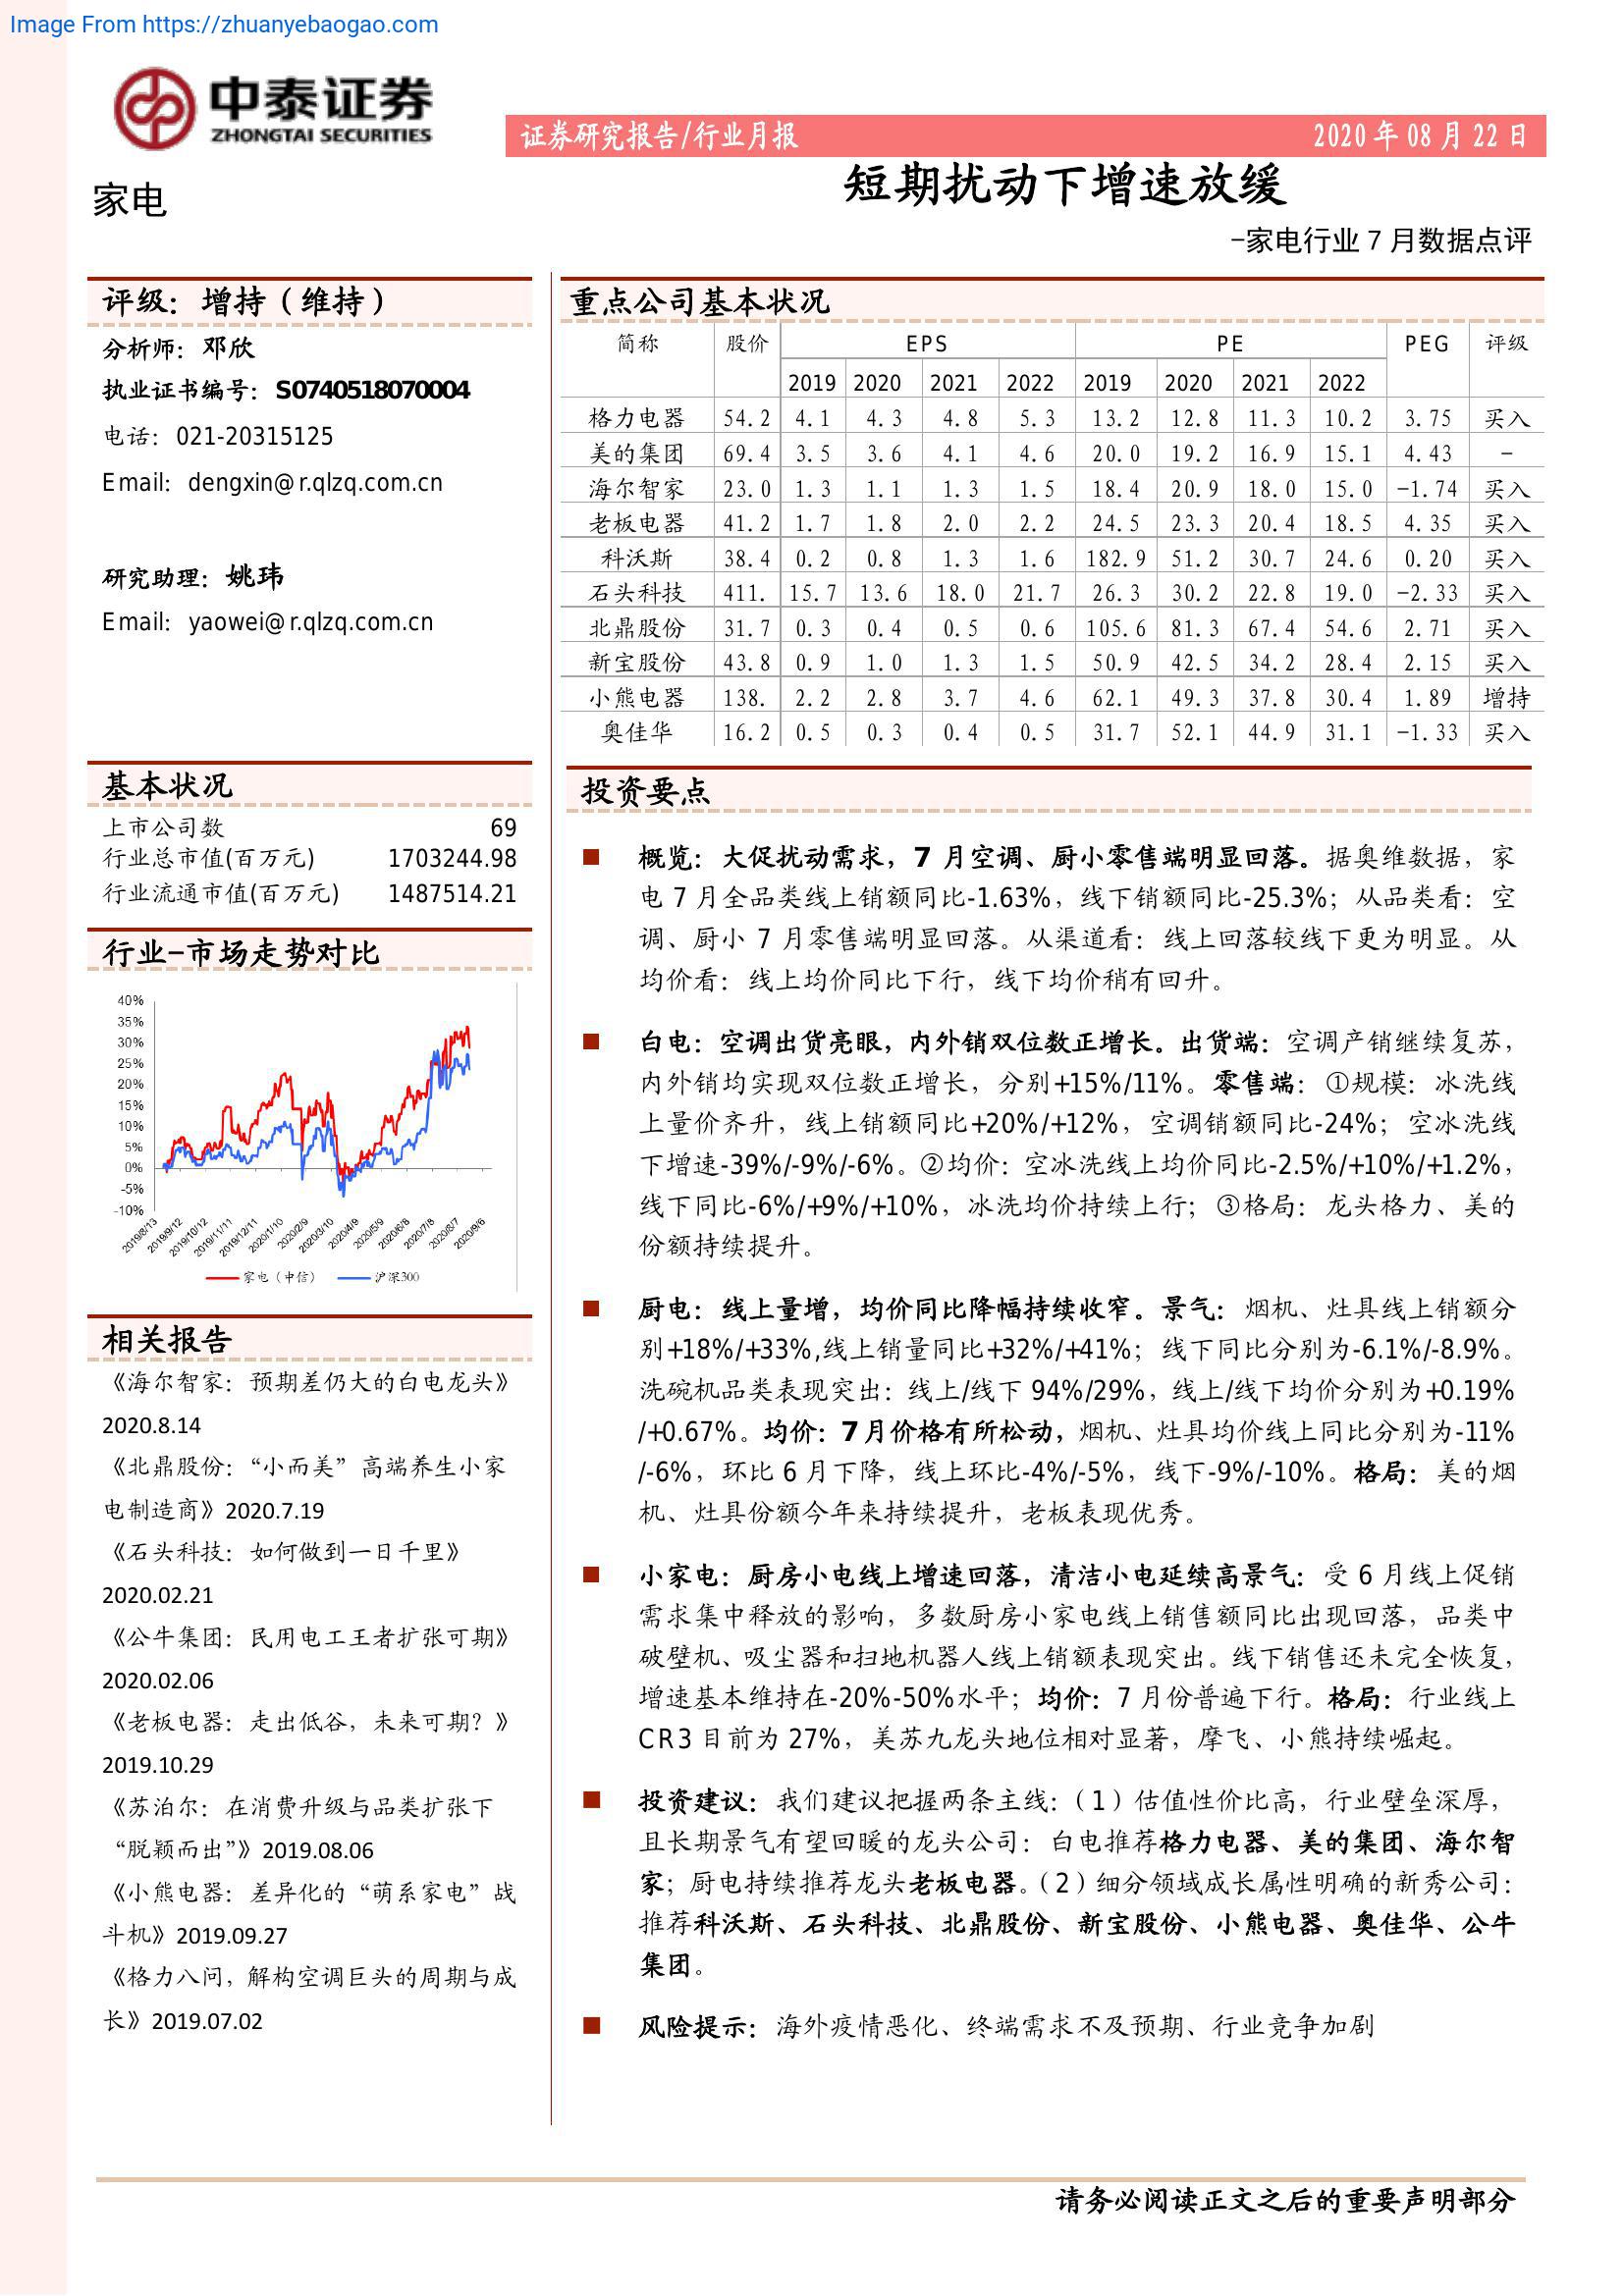 Image From https://zhuanyebaogao.com
中泰证券
ZHONGTAI SECURITIES
证券研究报告/行业月报 2020 年 08 月 22 日
家电
短期扰动下增速放缓
-家电行业 7 月数据点评
评级：增持（维持）
分析师：邓欣
执业证书编号：S0740518070004
电话：021-20315125
Email：dengxin@r.qlzq.com.cn
研究助理：姚玮
Email：yaowei@r.qlzq.com.cn
基本状况
上市公司数 69
行业总市值(百万元) 1703244.98
行业流通市值(百万元) 1487514.21
行业-市场走势对比
40%
35%
30%
25%
20%
15%
10%
5%
0%
-5%
-10%
2019/8/13 2019/9/12 2019/10/12 2019/11/11 2019/12/11 2020/1/10 2020/2/9 2020/3/10 2020/4/9 2020/5/9 2020/6/8 2020/7/8 2020/8/7 2020/9/6
家电（中信） 沪深300
相关报告
《海尔智家：预期差仍大的白电龙头》
2020.8.14
《北鼎股份：“小而美”高端养生小家
电制造商》2020.7.19
《石头科技：如何做到一日千里》
2020.02.21
《公牛集团：民用电工王者扩张可期》
2020.02.06
《老板电器：走出低谷，未来可期？》
2019.10.29
《苏泊尔：在消费升级与品类扩张下
“脱颖而出”》2019.08.06
《小熊电器：差异化的“萌系家电”战
斗机》2019.09.27
《格力八问，解构空调巨头的周期与成
长》2019.07.02
重点公司基本状况
简称 股价 EPS PE PEG 评级
2019 2020 2021 2022 2019 2020 2021 2022
格力电器 54.2 4.1 4.3 4.8 5.3 13.2 12.8 11.3 10.2 3.75 买入
美的集团 69.4 3.5 3.6 4.1 4.6 20.0 19.2 16.9 15.1 4.43 -
海尔智家 23.0 1.3 1.1 1.3 1.5 18.4 20.9 18.0 15.0 -1.74 买入
老板电器 41.2 1.7 1.8 2.0 2.2 24.5 23.3 20.4 18.5 4.35 买入
科沃斯 38.4 0.2 0.8 1.3 1.6 182.9 51.2 30.7 24.6 0.20 买入
石头科技 411. 15.7 13.6 18.0 21.7 26.3 30.2 22.8 19.0 -2.33 买入
北鼎股份 31.7 0.3 0.4 0.5 0.6 105.6 81.3 67.4 54.6 2.71 买入
新宝股份 43.8 0.9 1.0 1.3 1.5 50.9 42.5 34.2 28.4 2.15 买入
小熊电器 138. 2.2 2.8 3.7 4.6 62.1 49.3 37.8 30.4 1.89 增持
奥佳华 16.2 0.5 0.3 0.4 0.5 31.7 52.1 44.9 31.1 -1.33 买入
投资要点
概览：大促扰动需求，7 月空调、厨小零售端明显回落。据奥维数据，家
电 7 月全品类线上销额同比-1.63%，线下销额同比-25.3%；从品类看：空
调、厨小 7 月零售端明显回落。从渠道看：线上回落较线下更为明显。从
均价看：线上均价同比下行，线下均价稍有回升。
白电：空调出货亮眼，内外销双位数正增长。出货端：空调产销继续复苏，
内外销均实现双位数正增长，分别+15%/11%。零售端：①规模：冰洗线
上量价齐升，线上销额同比+20%/+12%，空调销额同比-24%；空冰洗线
下增速-39%/-9%/-6%。②均价：空冰洗线上均价同比-2.5%/+10%/+1.2%，
线下同比-6%/+9%/+10%，冰洗均价持续上行；③格局：龙头格力、美的
份额持续提升。
厨电：线上量增，均价同比降幅持续收窄。景气：烟机、灶具线上销额分
别+18%/+33%,线上销量同比+32%/+41%；线下同比分别为-6.1%/-8.9%。
洗碗机品类表现突出：线上/线下 94%/29%，线上/线下均价分别为+0.19%
/+0.67%。均价：7月价格有所松动，烟机、灶具均价线上同比分别为-11%
/-6%，环比 6 月下降，线上环比-4%/-5%，线下-9%/-10%。格局：美的烟
机、灶具份额今年来持续提升，老板表现优秀。
小家电：厨房小电线上增速回落，清洁小电延续高景气：受 6 月线上促销
需求集中释放的影响，多数厨房小家电线上销售额同比出现回落，品类中
破壁机、吸尘器和扫地机器人线上销额表现突出。线下销售还未完全恢复，
增速基本维持在-20%-50%水平；均价：7 月份普遍下行。格局：行业线上
CR3 目前为 27%，美苏九龙头地位相对显著，摩飞、小熊持续崛起。
投资建议：我们建议把握两条主线：（1）估值性价比高，行业壁垒深厚，
且长期景气有望回暖的龙头公司：白电推荐格力电器、美的集团、海尔智
家；厨电持续推荐龙头老板电器。（2）细分领域成长属性明确的新秀公司：
推荐科沃斯、石头科技、北鼎股份、新宝股份、小熊电器、奥佳华、公牛
集团。
风险提示：海外疫情恶化、终端需求不及预期、行业竞争加剧
请务必阅读正文之后的重要声明部分